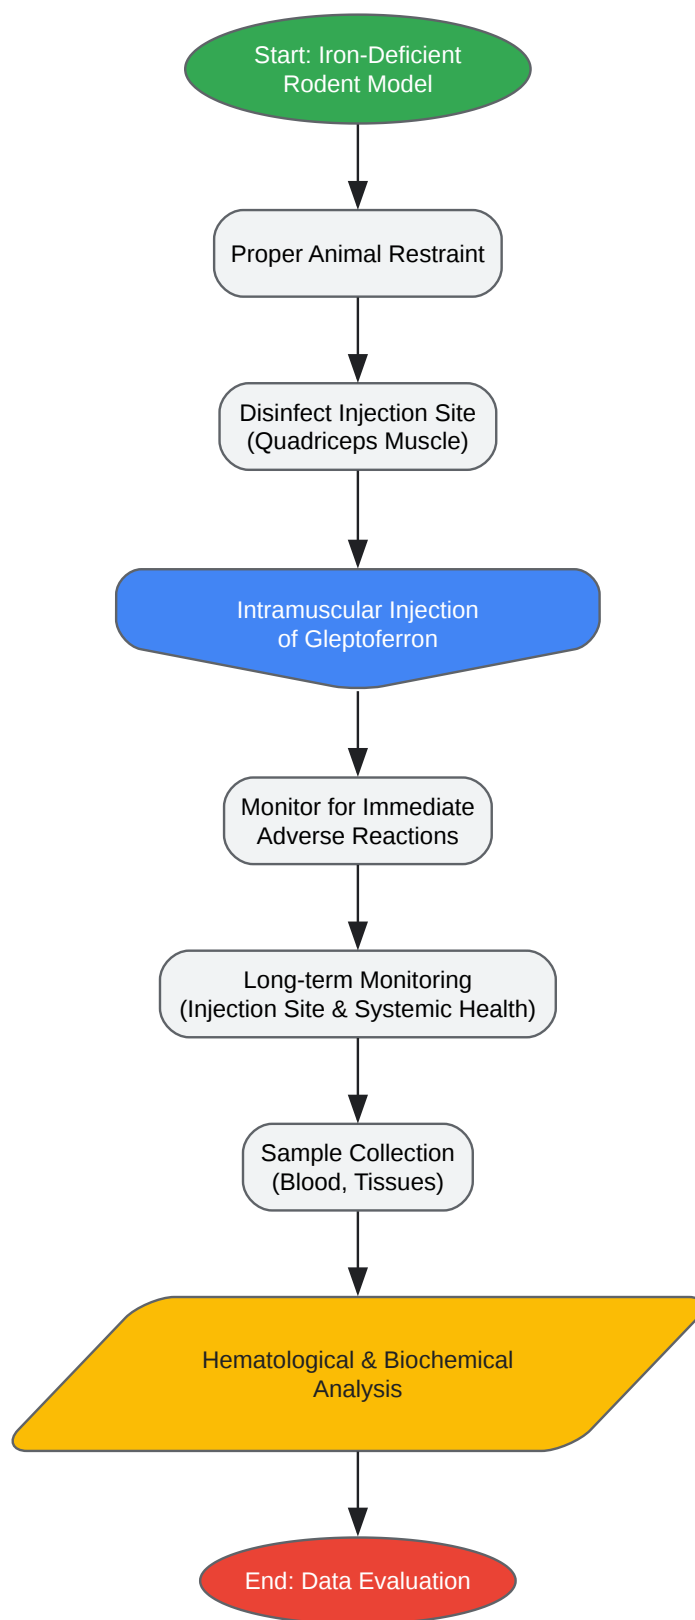 Start: Iron-Deficient
Rodent Model
Proper Animal Restraint
Disinfect Injection Site
(Quadriceps Muscle)
Intramuscular Injection
of Gleptoferron
Monitor for Immediate
Adverse Reactions
Long-term Monitoring
(Injection Site & Systemic Health)
Sample Collection
(Blood, Tissues)
Hematological & Biochemical
Analysis
End: Data Evaluation